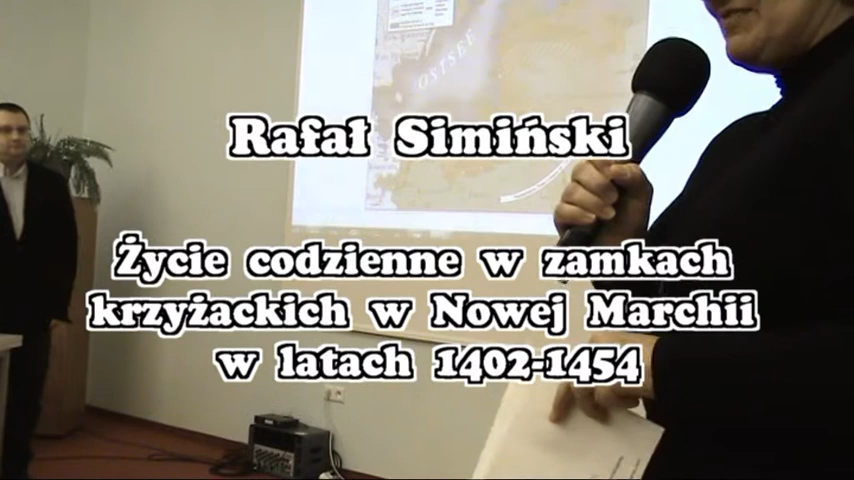 OSTSEE
Rafał Simiński
Życie codzienne w zamkach
krzyżackich w Nowej Marchii
w latach 1402-1454